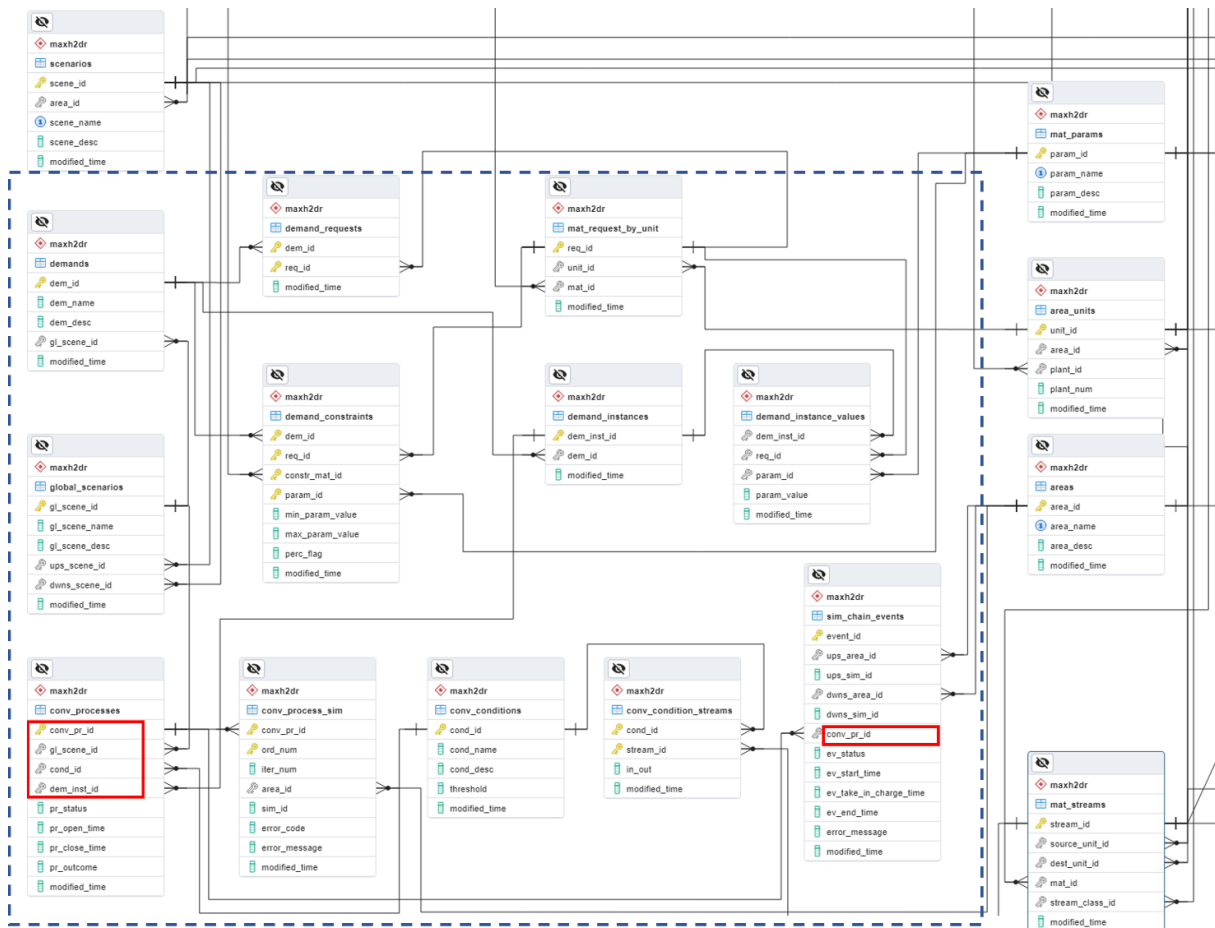 maxh2dr
scenarios
scene_id
area_id
scene_name
scene_desc
modified_time
maxh2dr
mat_params
param_id
param_name
param_desc
modified_time
maxh2dr
demands
dem_id
dem_name
dem_desc
gl_scene_id
modified_time
maxh2dr
demand_requests
dem_id
req_id
modified_time
maxh2dr
mat_request_by_unit
req_id
unit_id
mat_id
modified_time
maxh2dr
area_units
unit_id
area_id
plant_id
plant_num
modified_time
maxh2dr
global_scenarios
gl_scene_id
gl_scene_name
gl_scene_desc
ups_scene_id
dwns_scene_id
modified_time
maxh2dr
demand_constraints
dem_id
req_id
constr_mat_id
param_id
min_param_value
max_param_value
perc_flag
modified_time
maxh2dr
demand_instances
dem_inst_id
dem_id
modified_time
maxh2dr
demand_instance_values
dem_inst_id
req_id
param_id
param_value
modified_time
maxh2dr
areas
area_id
area_name
area_desc
modified_time
maxh2dr
conv_processes
conv_pr_id
gl_scene_id
cond_id
dem_inst_id
pr_status
pr_open_time
pr_close_time
pr_outcome
modified_time
maxh2dr
conv_process_sim
conv_pr_id
ord_num
iter_num
area_id
sim_id
error_code
error_message
modified_time
maxh2dr
conv_conditions
cond_id
cond_name
cond_desc
threshold
modified_time
maxh2dr
conv_condition_streams
cond_id
stream_id
in_out
modified_time
maxh2dr
sim_chain_events
event_id
ups_area_id
ups_sim_id
dwns_area_id
dwns_sim_id
conv_pr_id
ev_status
ev_start_time
ev_take_in_charge_time
ev_end_time
error_message
modified_time
maxh2dr
mat_streams
stream_id
source_unit_id
dest_unit_id
mat_id
stream_class_id
modified_time